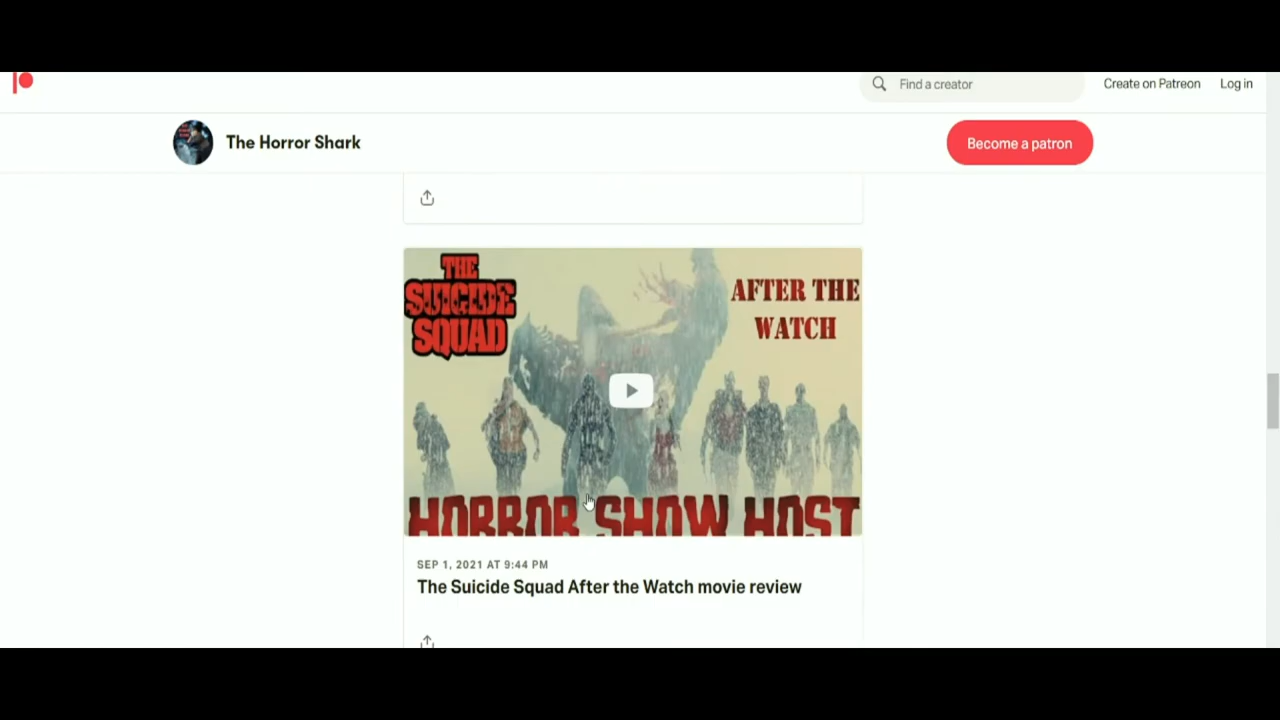 Find a creator
Create on Patreon
Log in
The Horror Shark
Become a patron
THE
SUICIDE
SQUAD
AFTER THE
WATCH
HORROR SHOW HOST
SEP 1, 2021 AT 9:44 PM
The Suicide Squad After the Watch movie review